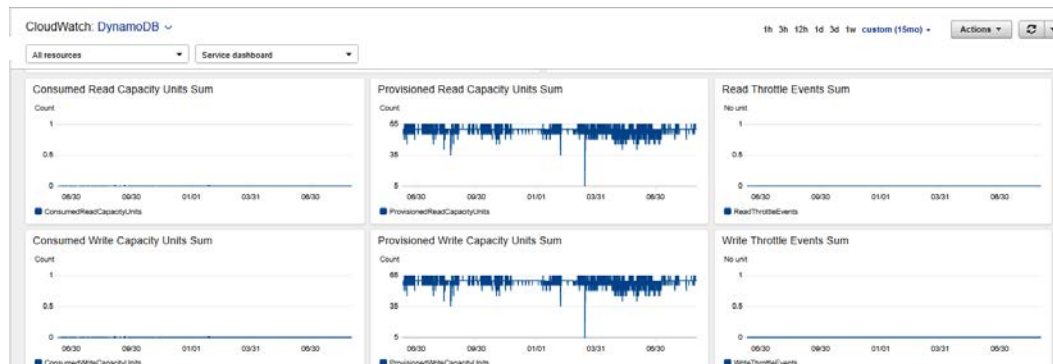 CloudWatch: DynamoDB
1h 3h 12h 1d 3d 1w custom (15mo)
Actions
All resources
Service dashboard
Consumed Read Capacity Units Sum
Count
1
0.5
0
06/30 09/30 01/01 03/31 06/30
ConsumedReadCapacityUnits
Provisioned Read Capacity Units Sum
Count
65
35
5
06/30 09/30 01/01 03/31 06/30
ProvisionedReadCapacityUnits
Read Throttle Events Sum
No unit
1
0.5
0
06/30 09/30 01/01 03/31 06/30
ReadThrottleEvents
Consumed Write Capacity Units Sum
Count
1
0.5
0
06/30 09/30 01/01 03/31 06/30
ConsumedWriteCapacityUnits
Provisioned Write Capacity Units Sum
Count
65
35
5
06/30 09/30 01/01 03/31 06/30
ProvisionedWriteCapacityUnits
Write Throttle Events Sum
No unit
1
0.5
0
06/30 09/30 01/01 03/31 06/30
WriteThrottleEvents